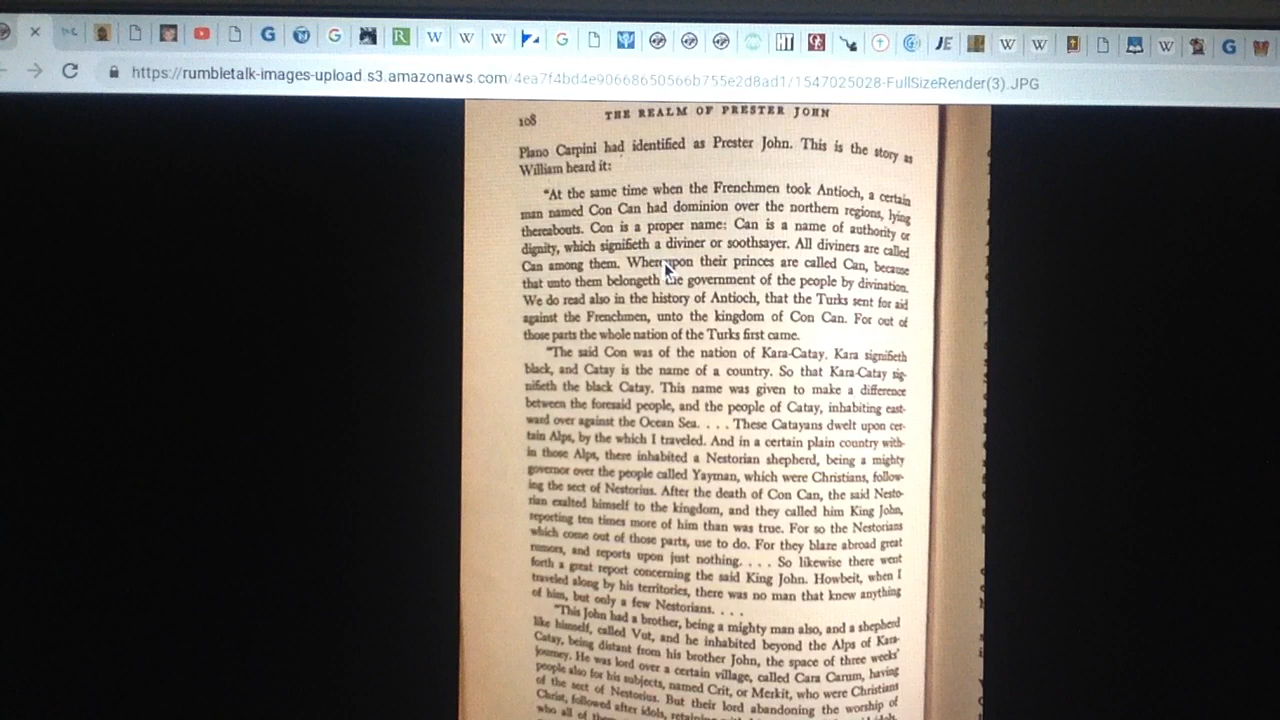 https://rumbletalk-images-upload.s3.amazonaws.com/4ea7f4bd4e90668650566b755e2d8ad1/1547025028-FullSizeRender(3).JPG
108 THE REALM OF PRESTER JOHN
Plano Carpini had identified as Prester John. This is the story as
William heard it:
"At the same time when the Frenchmen took Antioch, a certain
man named Con Can had dominion over the northern regions, lying
thereabouts. Con is a proper name: Can is a name of authority or
dignity, which signifieth a diviner or soothsayer. All diviners are called
Can among them. Whereupon their princes are called Can, because
that unto them belongeth the government of the people by divination.
We do read also in the history of Antioch, that the Turks sent for aid
against the Frenchmen, unto the kingdom of Con Can. For out of
those parts the whole nation of the Turks first came.
"The said Con was of the nation of Kara-Catay. Kara signifieth
black, and Catay is the name of a country. So that Kara-Catay sig-
nifieth the black Catay. This name was given to make a difference
between the foresaid people, and the people of Catay, inhabiting east-
ward over against the Ocean Sea. . . . These Catayans dwelt upon cer-
tain Alps, by the which I traveled. And in a certain plain country with-
in those Alps, there inhabited a Nestorian shepherd, being a mighty
governor over the people called Yayman, which were Christians, follow-
ing the sect of Nestorius. After the death of Con Can, the said Nesto-
rian exalted himself to the kingdom, and they called him King John,
reporting ten times more of him than was true. For so the Nestorians
which come out of those parts, use to do. For they blaze abroad great
rumors, and reports upon just nothing. . . . So likewise there went
forth a great report concerning the said King John. Howbeit, when I
traveled along by his territories, there was no man that knew anything
of him, but only a few Nestorians. . . .
"This John had a brother, being a mighty man also, and a shepherd
like himself, called Vut, and he inhabited beyond the Alps of Kara-
Catay, being distant from his brother John, the space of three weeks'
journey. He was lord over a certain village, called Cara Carum, having
people also for his subjects, named Crit, or Merkit, who were Christians
of the sect of Nestorius. But their lord abandoning the worship of
Christ, followed after idols, retaining
who all of them